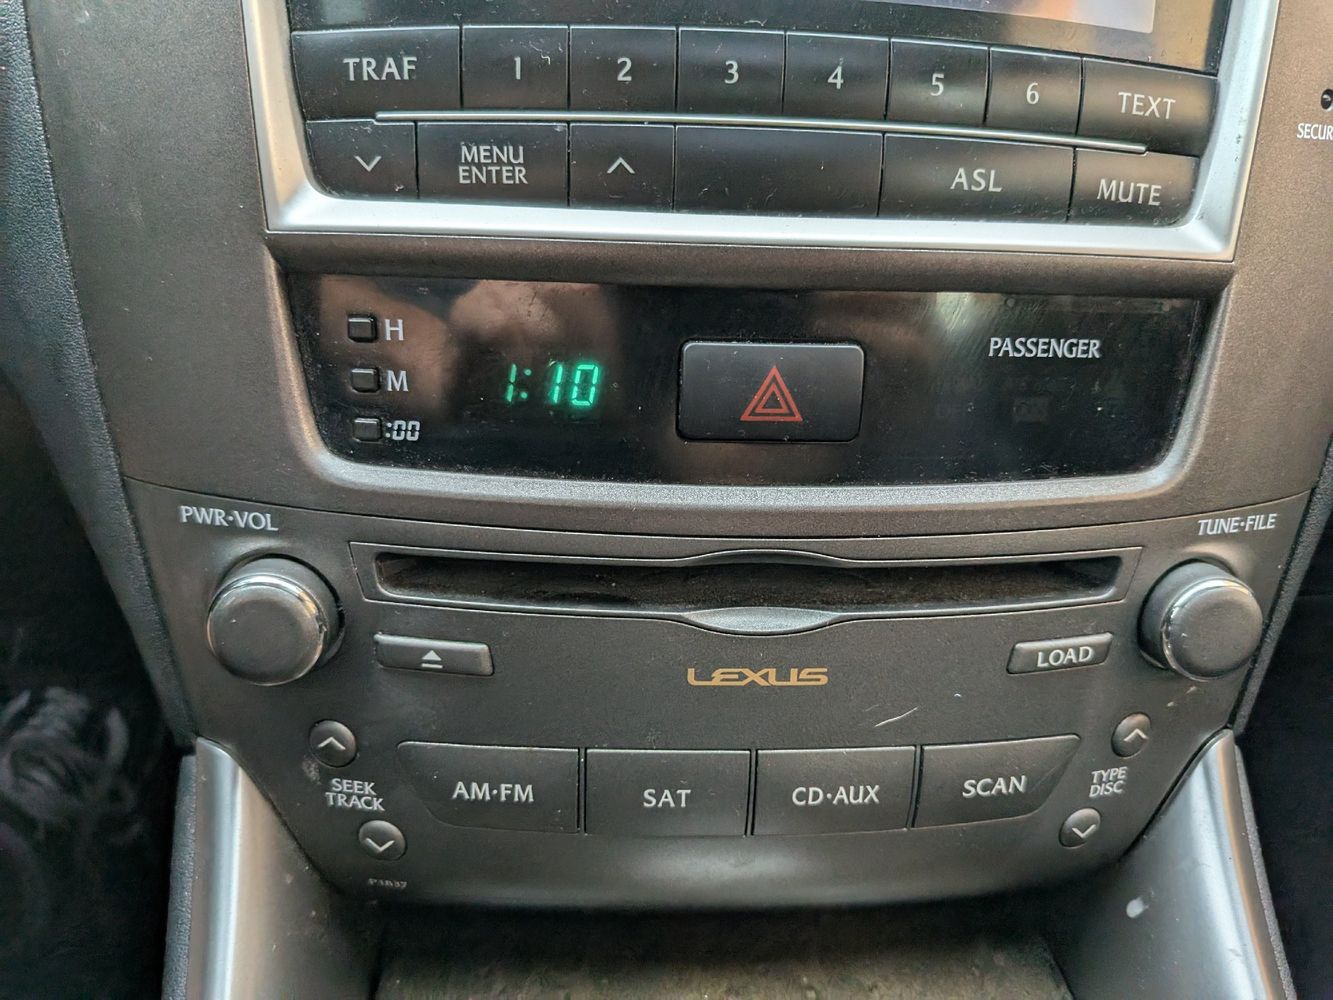 TRAF 1 2 3 4 5 6 TEXT
MENU
ENTER
ASL MUTE
SECUR
H
M
:00
1:10
PASSENGER
PWR·VOL
TUNE·FILE
LEXUS
LOAD
SEEK
TRACK
AM·FM
SAT
CD·AUX
SCAN
TYPE
DISC
P1837